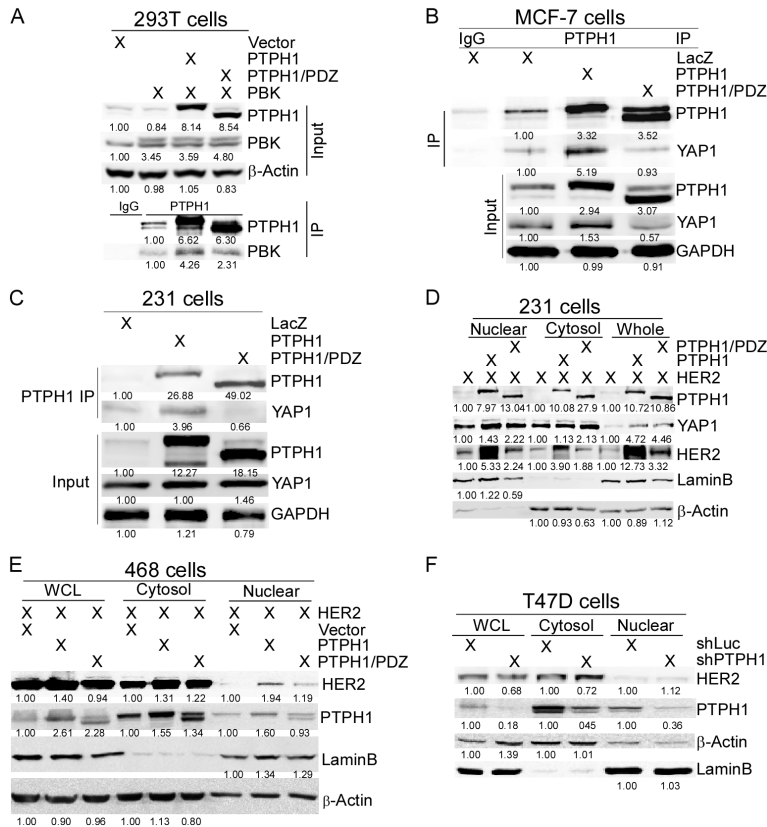 A
293T cells
X Vector
X PTPH1
X PTPH1/PDZ
X X X PBK
PTPH1
1.00 0.84 8.14 8.54
PBK
1.00 3.45 3.59 4.80
β-Actin
1.00 0.98 1.05 0.83
Input
IgG PTPH1
PTPH1
1.00 6.62 6.30
PBK
1.00 4.26 2.31
IP
B
MCF-7 cells
IgG PTPH1 IP
X X LacZ
X PTPH1
X PTPH1/PDZ
IP
PTPH1
1.00 3.32 3.52
YAP1
1.00 5.19 0.93
Input
PTPH1
1.00 2.94 3.07
YAP1
1.00 1.53 0.57
GAPDH
1.00 0.99 0.91
C
231 cells
X LacZ
X PTPH1
X PTPH1/PDZ
PTPH1 IP
PTPH1
1.00 26.88 49.02
YAP1
1.00 3.96 0.66
Input
PTPH1
1.00 12.27 18.15
YAP1
1.00 1.00 1.46
GAPDH
1.00 1.21 0.79
D
231 cells
Nuclear Cytosol Whole
X X X PTPH1/PDZ
X X X PTPH1
X X X X X X X X X HER2
PTPH1
1.00 7.97 13.04 1.00 10.08 27.9 1.00 10.72 10.86
YAP1
1.00 1.43 2.22 1.00 1.13 2.13 1.00 4.72 4.46
HER2
1.00 5.33 2.24 1.00 3.90 1.88 1.00 12.73 3.32
LaminB
1.00 1.22 0.59
β-Actin
1.00 0.93 0.63 1.00 0.89 1.12
E
468 cells
WCL Cytosol Nuclear
X X X X X X X X X HER2
X X X Vector
X X X PTPH1
X X X PTPH1/PDZ
HER2
1.00 1.40 0.94 1.00 1.31 1.22 1.00 1.94 1.19
PTPH1
1.00 2.61 2.28 1.00 1.55 1.34 1.00 1.60 0.93
LaminB
1.00 1.34 1.29
β-Actin
1.00 0.90 0.96 1.00 1.13 0.80
F
T47D cells
WCL Cytosol Nuclear
X X X shLuc
X X X shPTPH1
HER2
1.00 0.68 1.00 0.72 1.00 1.12
PTPH1
1.00 0.18 1.00 045 1.00 0.36
β-Actin
1.00 1.39 1.00 1.01
LaminB
1.00 1.03